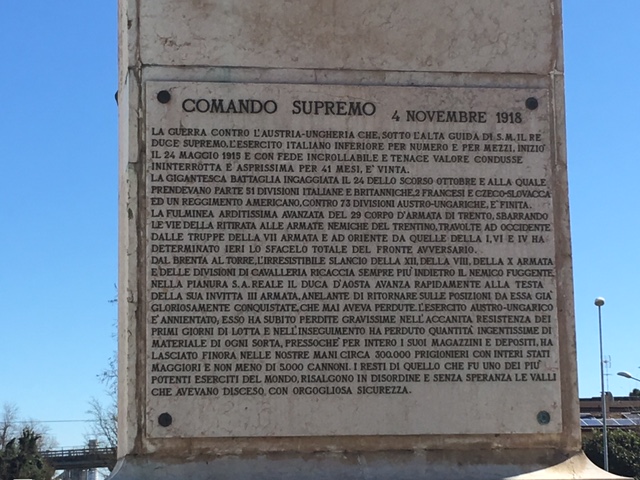 COMANDO SUPREMO 4 NOVEMBRE 1918
LA GUERRA CONTRO L'AUSTRIA-UNGHERIA CHE, SOTTO L'ALTA GUIDA DI S.M. IL RE
DUCE SUPREMO, L'ESERCITO ITALIANO INFERIORE PER NUMERO E PER MEZZI, INIZIO'
IL 24 MAGGIO 1915 E CON FEDE INCROLLABILE E TENACE VALORE CONDUSSE
ININTERROTTA E ASPRISSIMA PER 41 MESI, E' VINTA.
LA GIGANTESCA BATTAGLIA INGAGGIATA IL 24 DELLO SCORSO OTTOBRE E ALLA QUALE
PRENDEVANO PARTE 51 DIVISIONI ITALIANE E BRITANNICHE, 2 FRANCESI E CZECO-SLOVACCA
ED UN REGGIMENTO AMERICANO, CONTRO 73 DIVISIONI AUSTRO-UNGARICHE, E' FINITA.
LA FULMINEA ARDITISSIMA AVANZATA DEL 29 CORPO D'ARMATA DI TRENTO, SBARRANDO
LE VIE DELLA RITIRATA ALLE ARMATE NEMICHE DEL TRENTINO, TRAVOLTE AD OCCIDENTE
DALLE TRUPPE DELLA VII ARMATA E AD ORIENTE DA QUELLE DELLA I, VI E IV HA
DETERMINATO IERI LO SFACELO TOTALE DEL FRONTE AVVERSARIO.
DAL BRENTA AL TORRE, L'IRRESISTIBILE SLANCIO DELLA XII, DELLA VIII, DELLA X ARMATA
E DELLE DIVISIONI DI CAVALLERIA RICACCIA SEMPRE PIU' INDIETRO IL NEMICO FUGGENTE.
NELLA PIANURA S.A. REALE IL DUCA D'AOSTA AVANZA RAPIDAMENTE ALLA TESTA
DELLA SUA INVITTA III ARMATA, ANELANTE DI RITORNARE SULLE POSIZIONI DA ESSA GIA'
GLORIOSAMENTE CONQUISTATE, CHE MAI AVEVA PERDUTE. L'ESERCITO AUSTRO-UNGARICO
E' ANNIENTATO; ESSO HA SUBITO PERDITE GRAVISSIME NELL'ACCANITA RESISTENZA DEI
PRIMI GIORNI DI LOTTA E NELL'INSEGUIMENTO HA PERDUTO QUANTITA' INGENTISSIME DI
MATERIALE DI OGNI SORTA, PRESSOCHE' PER INTERO I SUOI MAGAZZINI E DEPOSITI, HA
LASCIATO FINORA NELLE NOSTRE MANI CIRCA 300.000 PRIGIONIERI CON INTERI STATI
MAGGIORI E NON MENO DI 5.000 CANNONI. I RESTI DI QUELLO CHE FU UNO DEI PIU'
POTENTI ESERCITI DEL MONDO, RISALGONO IN DISORDINE E SENZA SPERANZA LE VALLI
CHE AVEVANO DISCESO CON ORGOGLIOSA SICUREZZA.